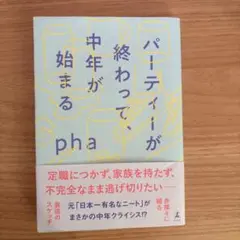 パーティーが
終わって、
中年が
始まる
pha
定職につかず、家族を持たず、
不完全なまま逃げ切りたい―
元「日本一有名なニート」が
まさかの中年クライシス!?